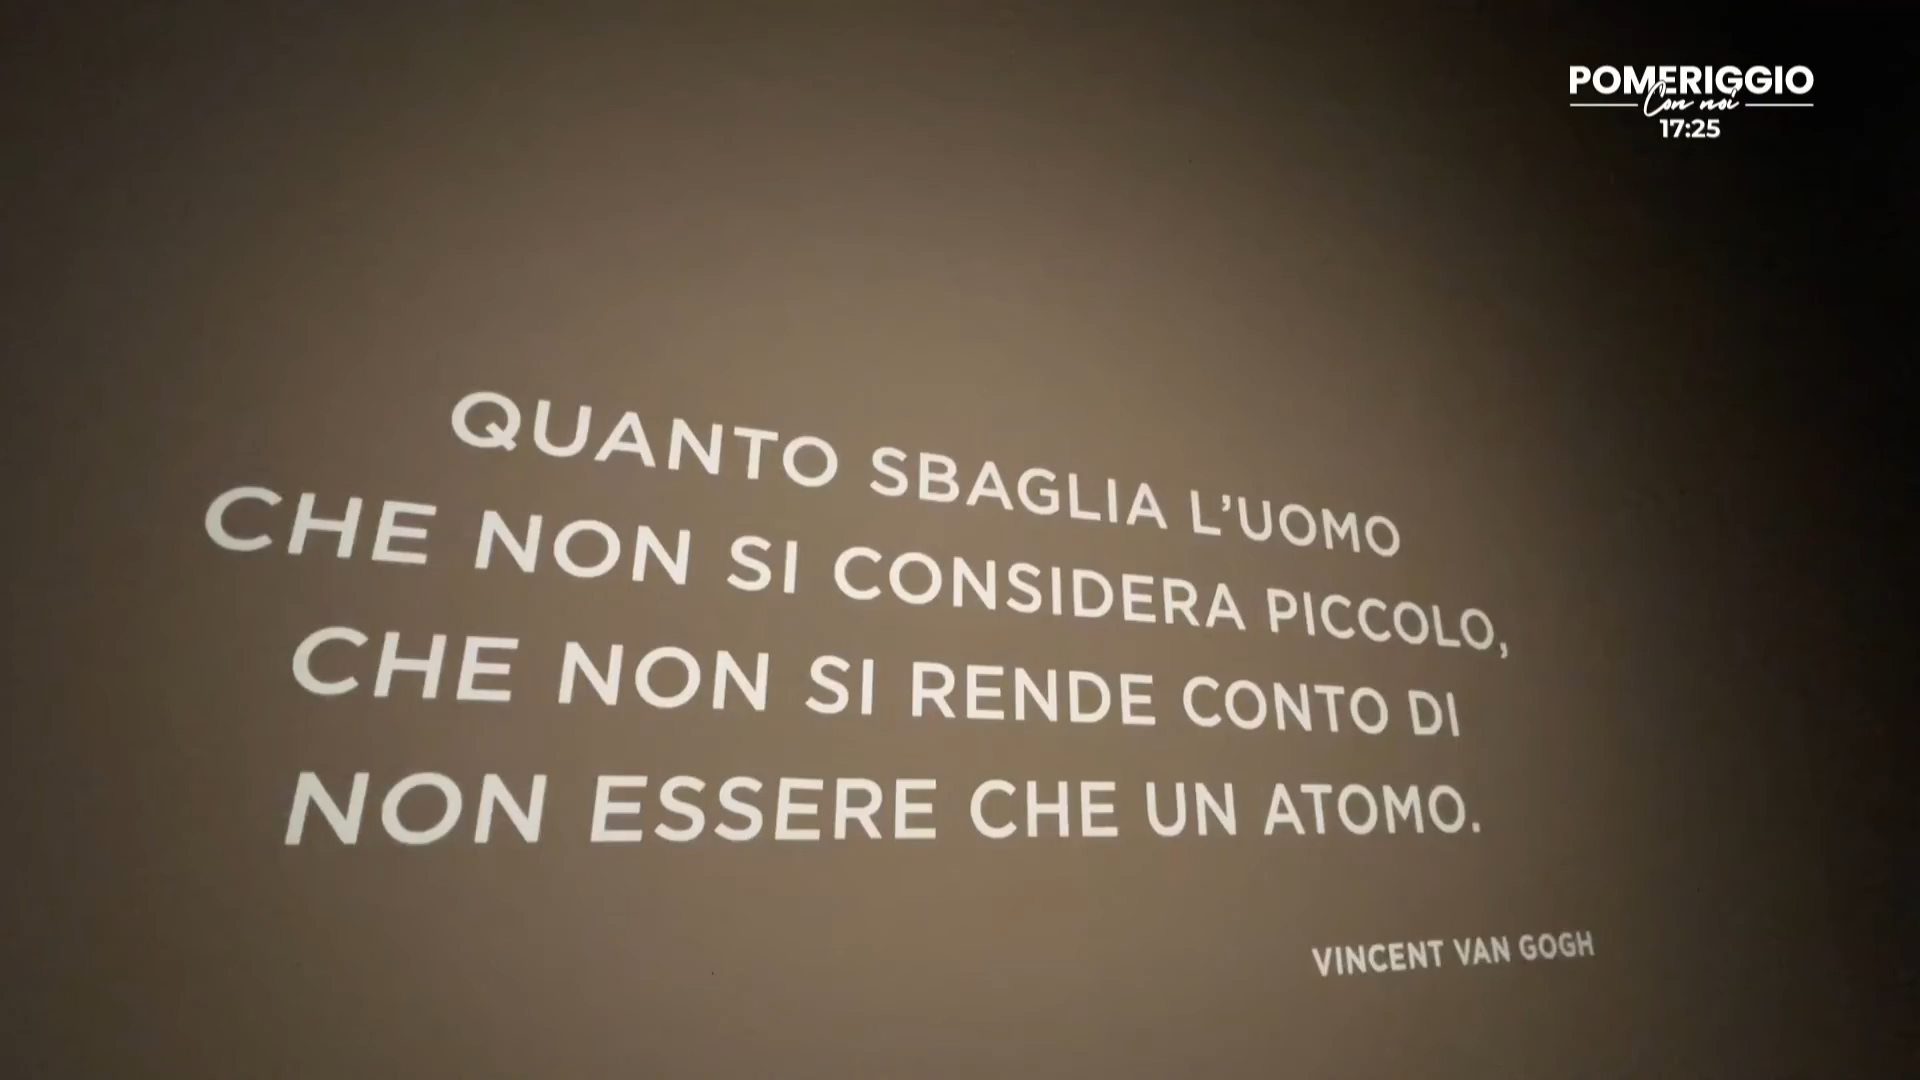 POMERIGGIO
Con noi
17:25
QUANTO SBAGLIA L'UOMO
CHE NON SI CONSIDERA PICCOLO,
CHE NON SI RENDE CONTO DI
NON ESSERE CHE UN ATOMO.
VINCENT VAN GOGH